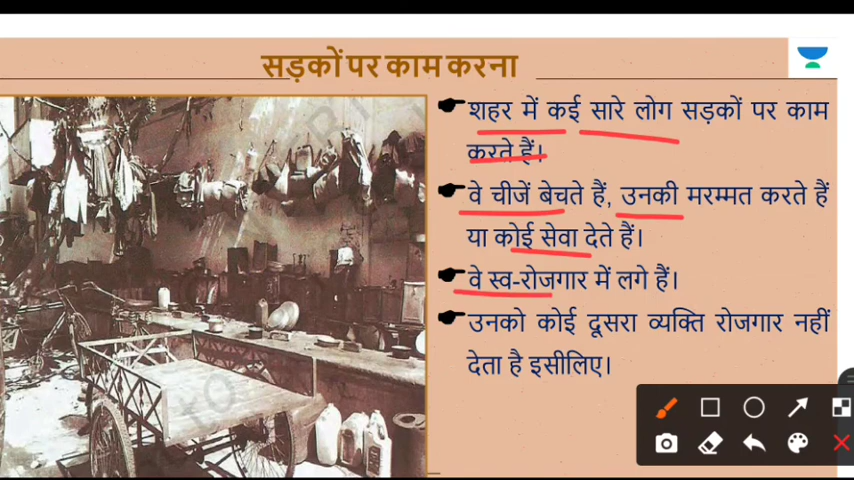 सड़कों पर काम करना
शहर में कई सारे लोग सड़कों पर काम
करते हैं।
वे चीजें बेचते हैं, उनकी मरम्मत करते हैं
या कोई सेवा देते हैं।
वे स्व-रोजगार में लगे हैं।
उनको कोई दूसरा व्यक्ति रोजगार नहीं
देता है इसीलिए।